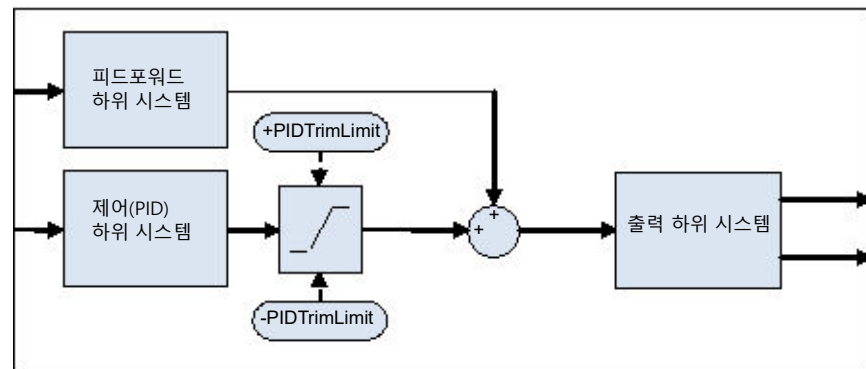 피드포워드
하위 시스템
+PIDTrimLimit
제어(PID)
하위 시스템
+
+
출력 하위 시스템
-PIDTrimLimit